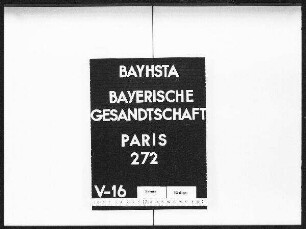 BAYHSTA
BAYERISCHE
GESANDTSCHAFT
PARIS
272
V-16